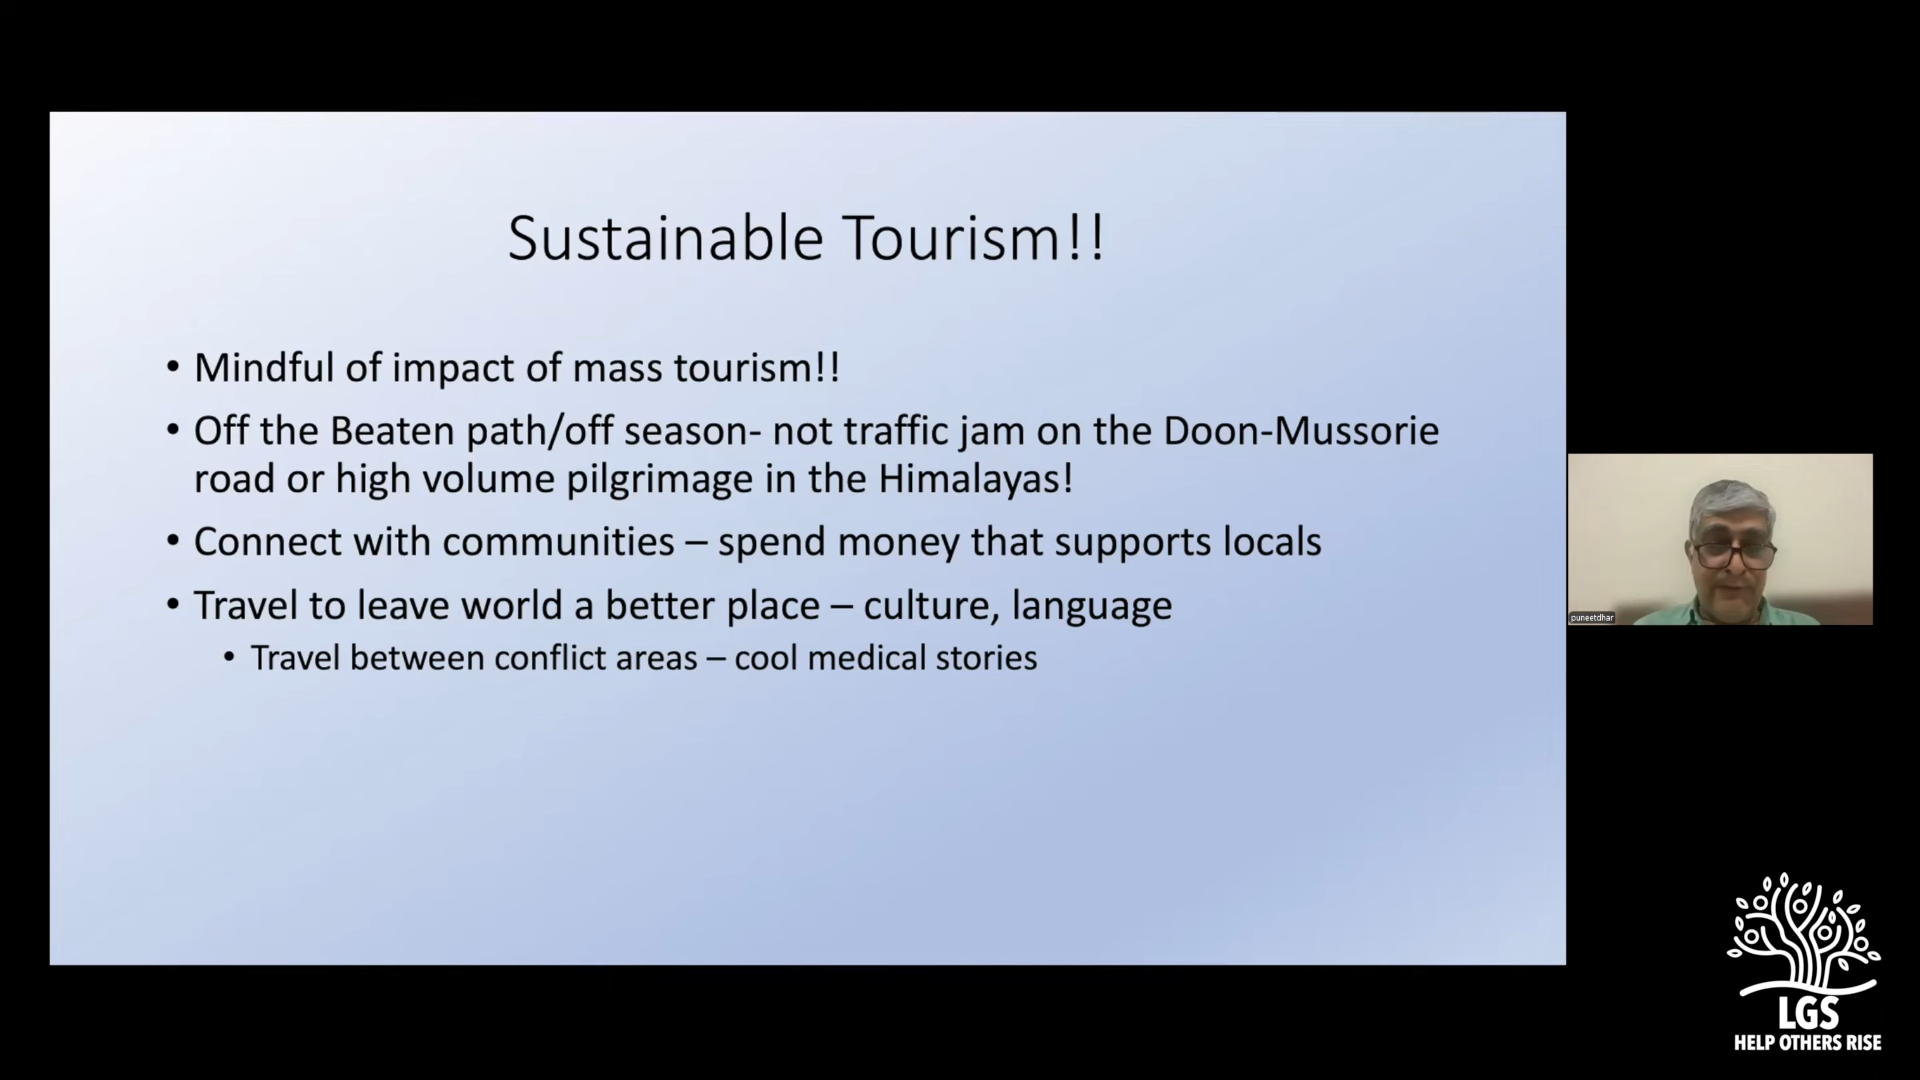 Sustainable Tourism!!
• Mindful of impact of mass tourism!!
• Off the Beaten path/off season- not traffic jam on the Doon-Mussorie
road or high volume pilgrimage in the Himalayas!
• Connect with communities – spend money that supports locals
• Travel to leave world a better place – culture, language
• Travel between conflict areas – cool medical stories
puneetdhar
LGS
HELP OTHERS RISE